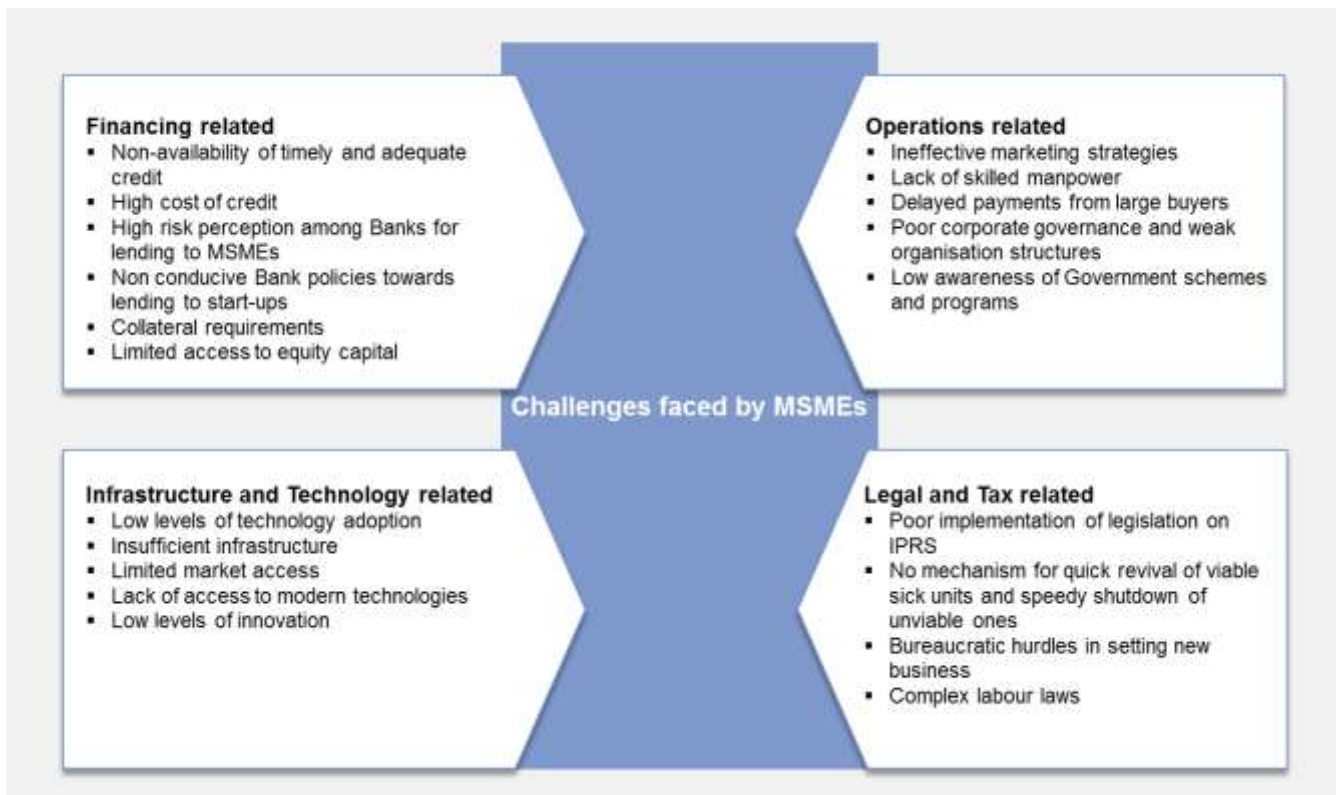 Financing related
▪ Non-availability of timely and adequate
credit
▪ High cost of credit
▪ High risk perception among Banks for
lending to MSMEs
▪ Non conducive Bank policies towards
lending to start-ups
▪ Collateral requirements
▪ Limited access to equity capital
Operations related
▪ Ineffective marketing strategies
▪ Lack of skilled manpower
▪ Delayed payments from large buyers
▪ Poor corporate governance and weak
organisation structures
▪ Low awareness of Government schemes
and programs
Challenges faced by MSMEs
Infrastructure and Technology related
▪ Low levels of technology adoption
▪ Insufficient infrastructure
▪ Limited market access
▪ Lack of access to modern technologies
▪ Low levels of innovation
Legal and Tax related
▪ Poor implementation of legislation on
IPRS
▪ No mechanism for quick revival of viable
sick units and speedy shutdown of
unviable ones
▪ Bureaucratic hurdles in setting new
business
▪ Complex labour laws